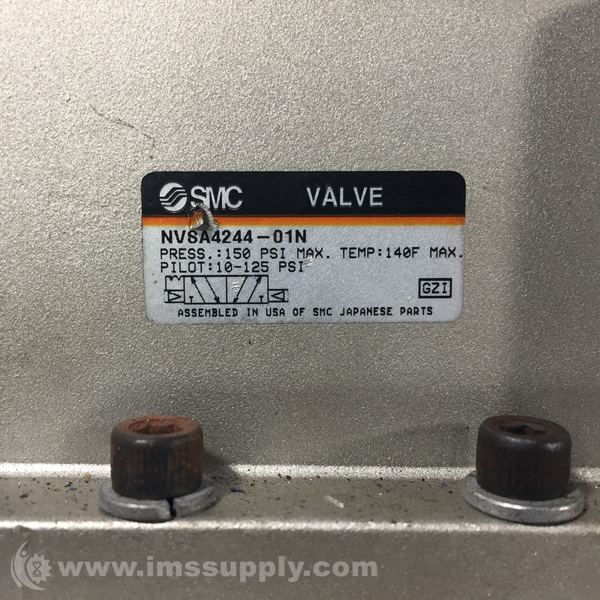 SMC VALVE
NVSA4244-01N
PRESS.:150 PSI MAX. TEMP:140F MAX.
PILOT:10-125 PSI
GZI
ASSEMBLED IN USA OF SMC JAPANESE PARTS
www.imssupply.com